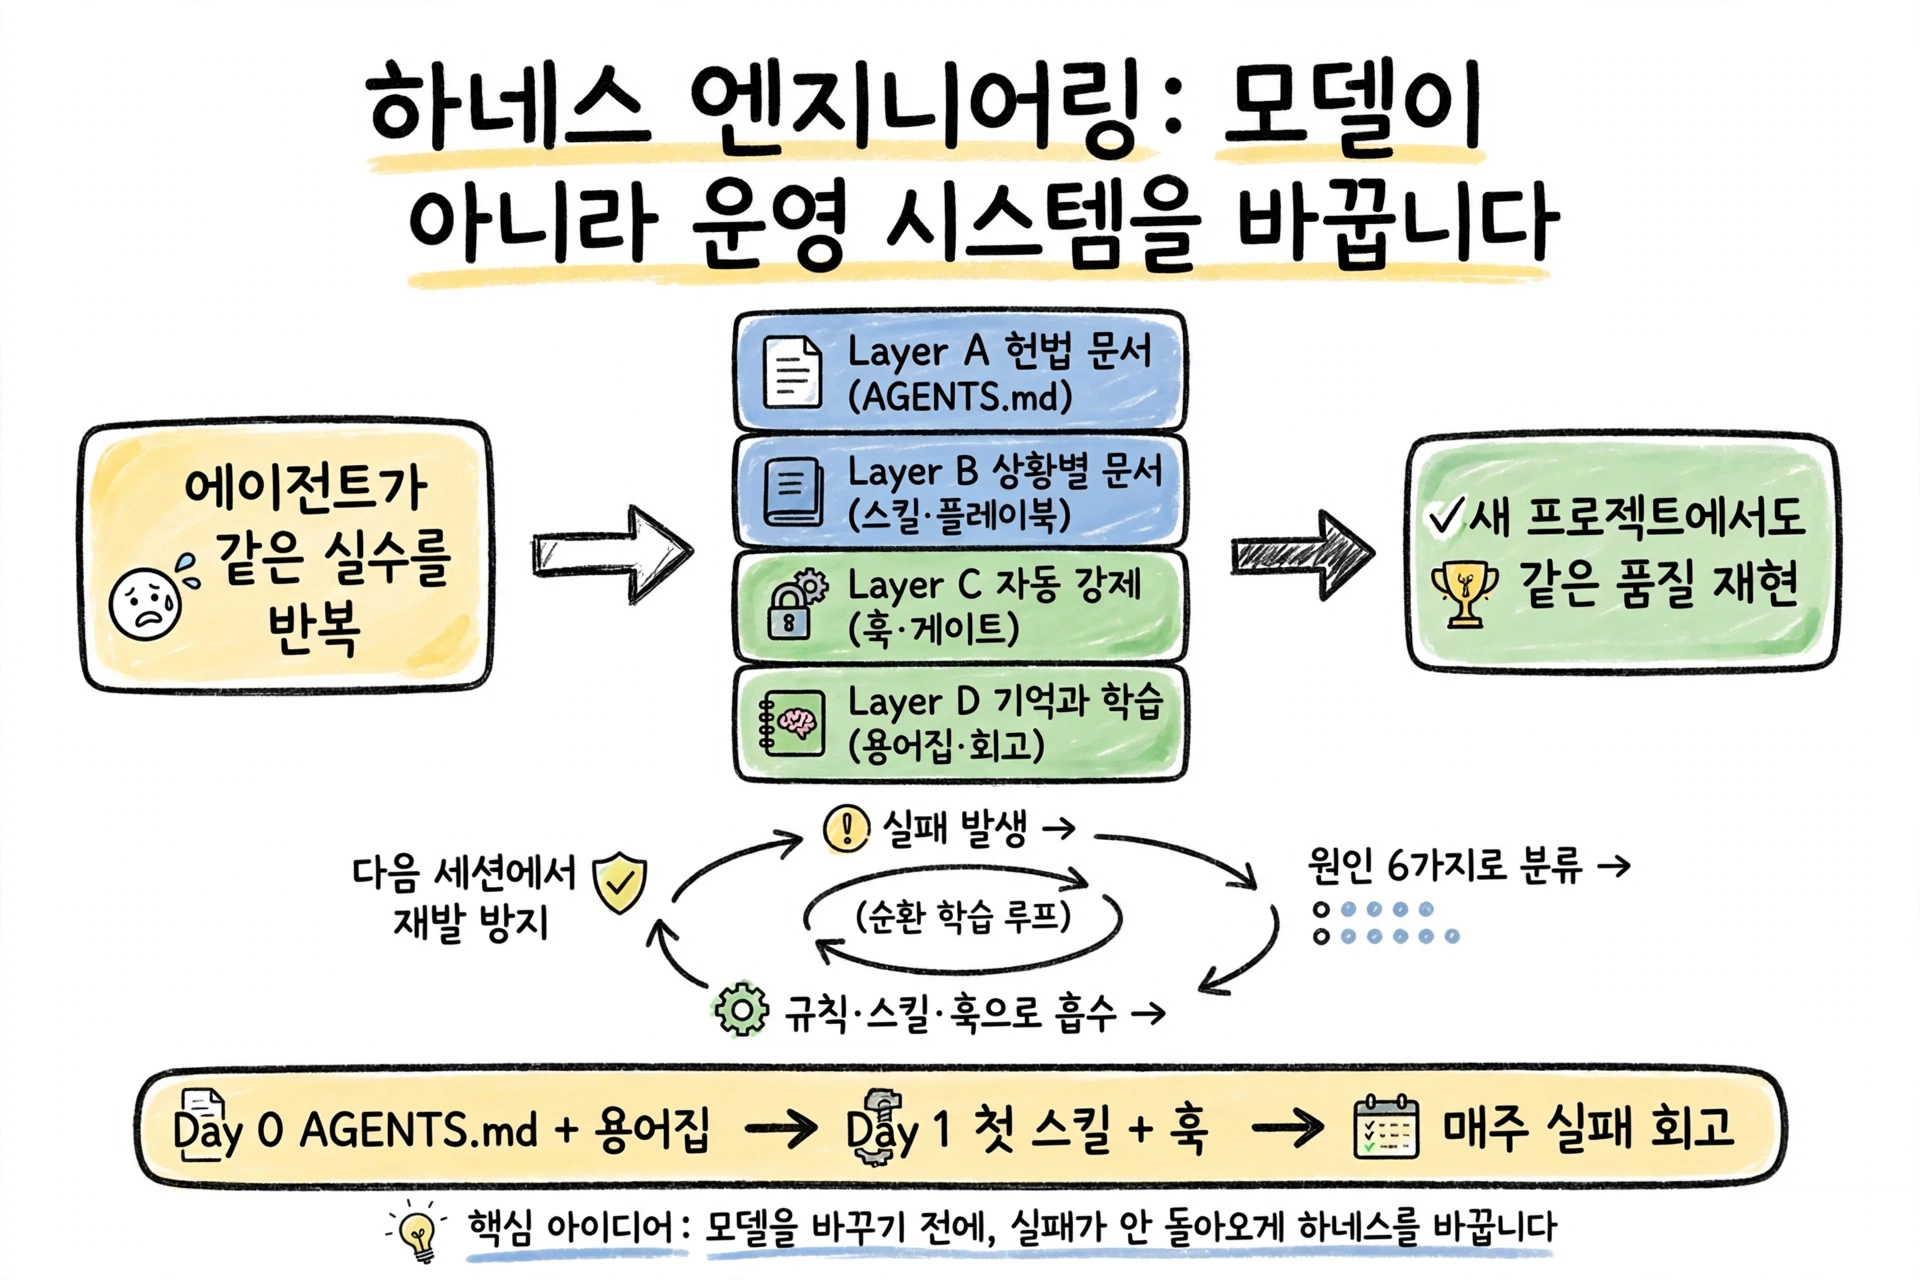 하네스 엔지니어링: 모델이
아니라 운영 시스템을 바꿉니다
에이전트가
같은 실수를
반복
Layer A 헌법 문서
(AGENTS.md)
Layer B 상황별 문서
(스킬·플레이북)
Layer C 자동 강제
(훅·게이트)
Layer D 기억과 학습
(용어집·회고)
✓새 프로젝트에서도
같은 품질 재현
실패 발생 →
원인 6가지로 분류 →
(순환 학습 루프)
규칙·스킬·훅으로 흡수 →
다음 세션에서
재발 방지
Day 0 AGENTS.md + 용어집 → Day 1 첫 스킬 + 훅 → 매주 실패 회고
핵심 아이디어: 모델을 바꾸기 전에, 실패가 안 돌아오게 하네스를 바꿉니다